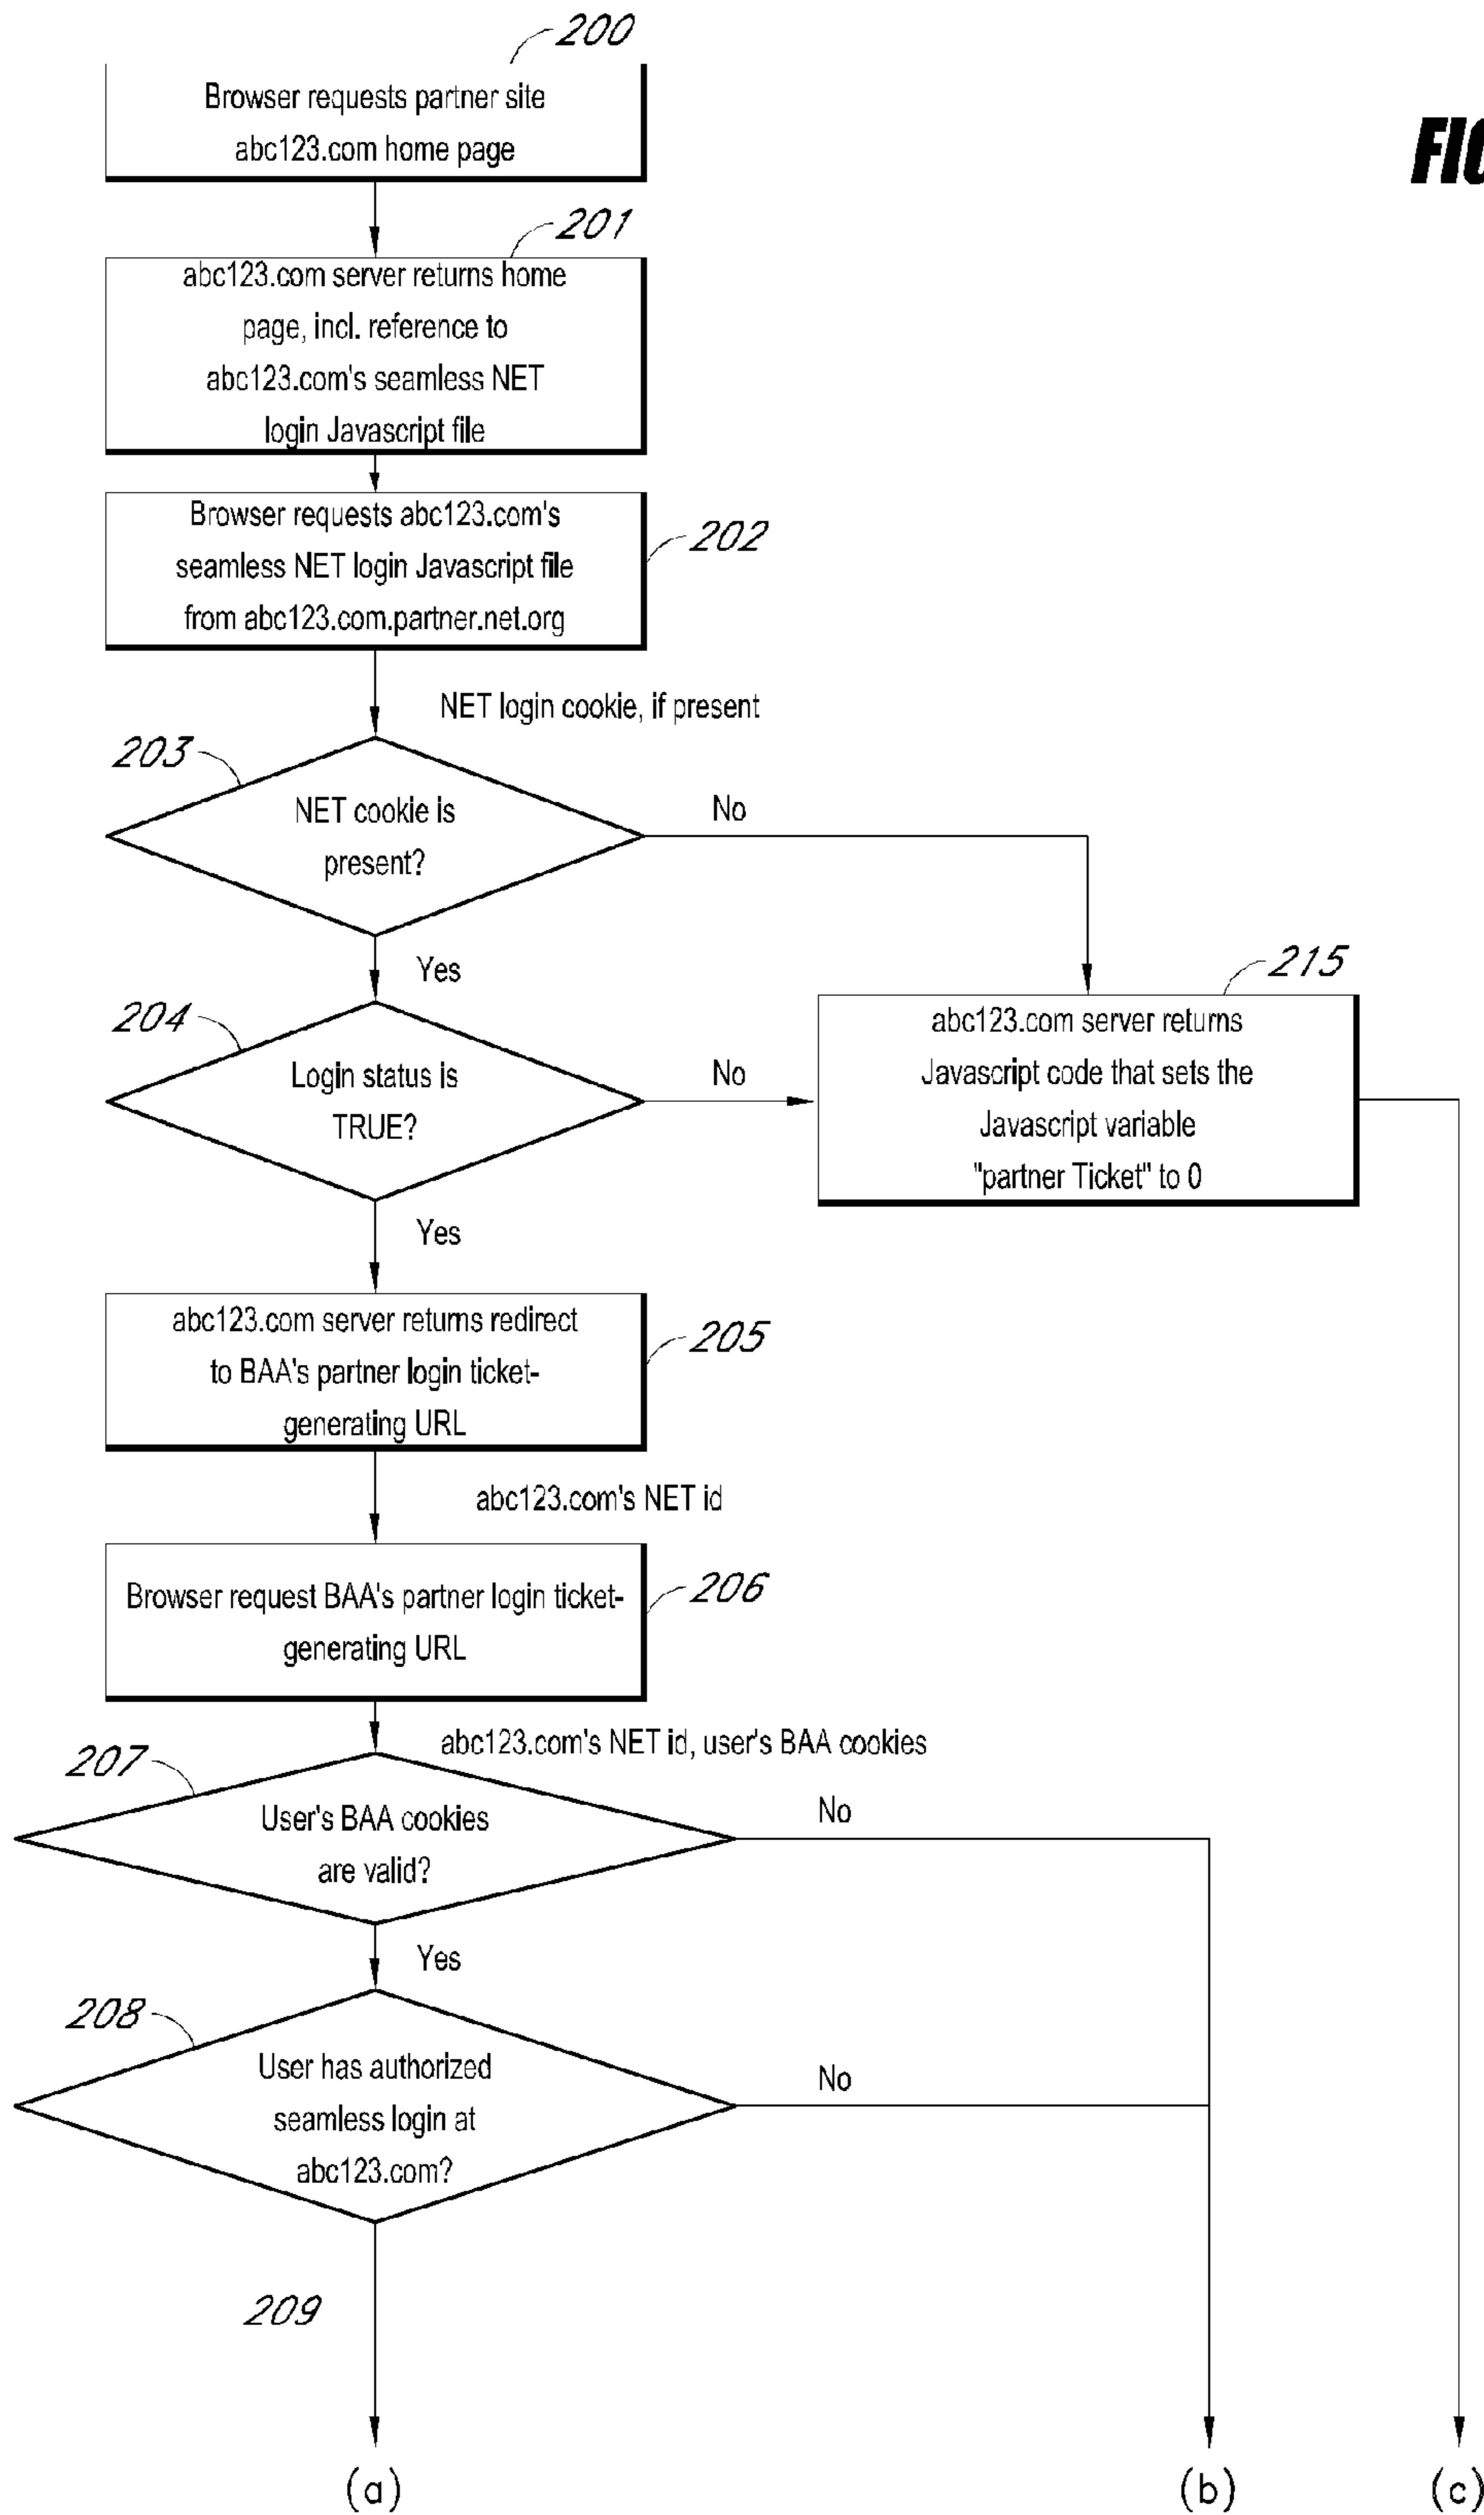 200
Browser requests partner site
abc123.com home page
FIG
201
abc123.com server returns home
page, incl. reference to
abc123.com's seamless NET
login Javascript file
Browser requests abc123.com's
seamless NET login Javascript file
from abc123.com.partner.net.org
202
NET login cookie, if present
203
NET cookie is
present?
No
Yes
215
204
Login status is
TRUE?
No
abc123.com server returns
Javascript code that sets the
Javascript variable
"partner Ticket" to 0
Yes
abc123.com server returns redirect
to BAA's partner login ticket-
generating URL
205
abc123.com's NET id
Browser request BAA's partner login ticket-
generating URL
206
abc123.com's NET id, user's BAA cookies
207
User's BAA cookies
are valid?
No
Yes
208
User has authorized
seamless login at
abc123.com?
No
209
(a)
(b)
(c)